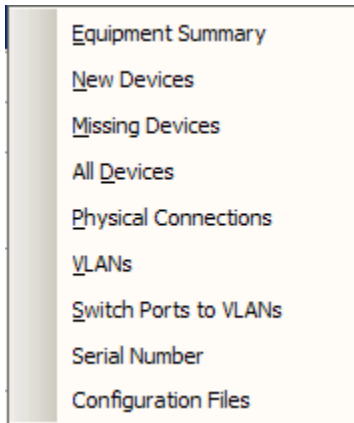 Equipment Summary
New Devices
Missing Devices
All Devices
Physical Connections
VLANs
Switch Ports to VLANs
Serial Number
Configuration Files